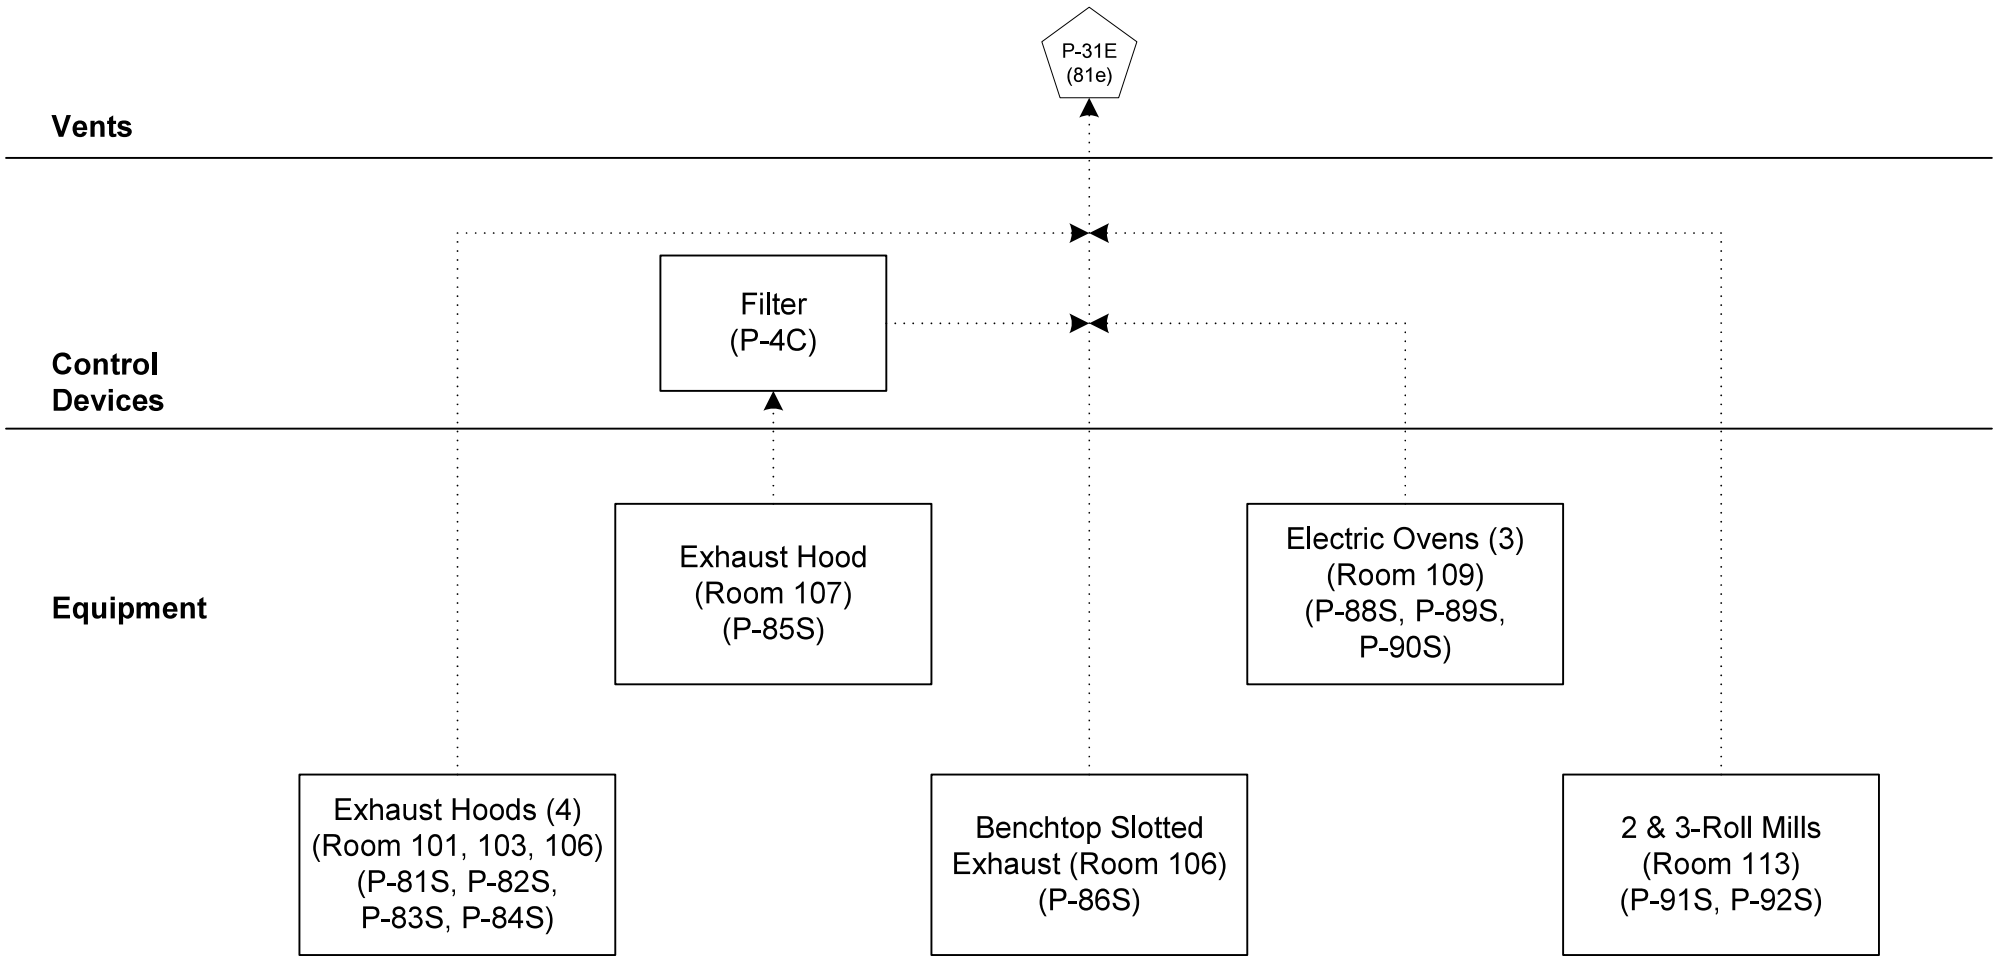 P-31E
(81e)
Vents
Filter
(P-4C)
Control
Devices
Exhaust Hood
(Room 107)
(P-85S)
Electric Ovens (3)
(Room 109)
(P-88S, P-89S,
P-90S)
Equipment
Exhaust Hoods (4)
(Room 101, 103, 106)
(P-81S, P-82S,
P-83S, P-84S)
Benchtop Slotted
Exhaust (Room 106)
(P-86S)
2 & 3-Roll Mills
(Room 113)
(P-91S, P-92S)